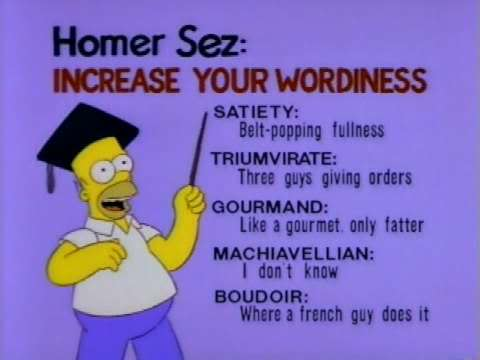 Homer Sez:
INCREASE YOUR WORDINESS
SATIETY:
Belt-popping fullness
TRIUMVIRATE:
Three guys giving orders
GOURMAND:
Like a gourmet, only fatter
MACHIAVELLIAN:
I don't know
BOUDOIR:
Where a french guy does it